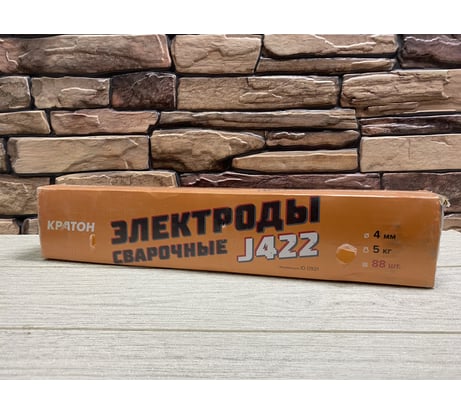 КРАТОН
ЭЛЕКТРОДЫ
СВАРОЧНЫЕ J422
4 мм
5 кг
88 шт.